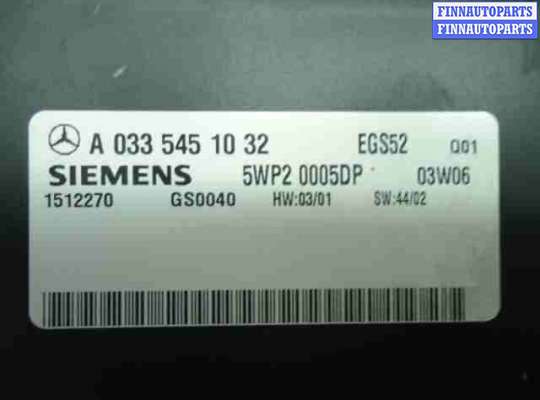 FINNAUTOPARTS
FINNAUTOPARTS
A 033 545 10 32 EGS52 Q01
SIEMENS 5WP2 0005DP 03W06
1512270 GS0040 HW:03/01 SW:44/02